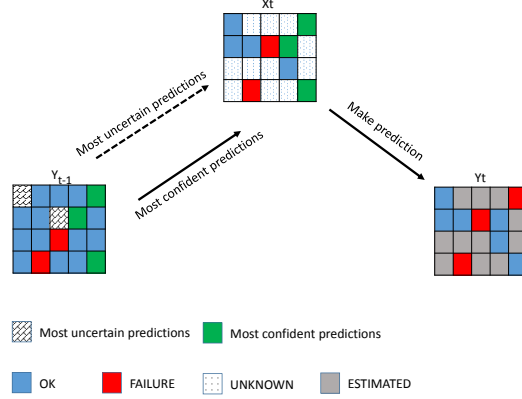 Xt
Most uncertain predictions
Most confident predictions
Make prediction
Y t-1
Yt
Most uncertain predictions
Most confident predictions
OK
FAILURE
UNKNOWN
ESTIMATED